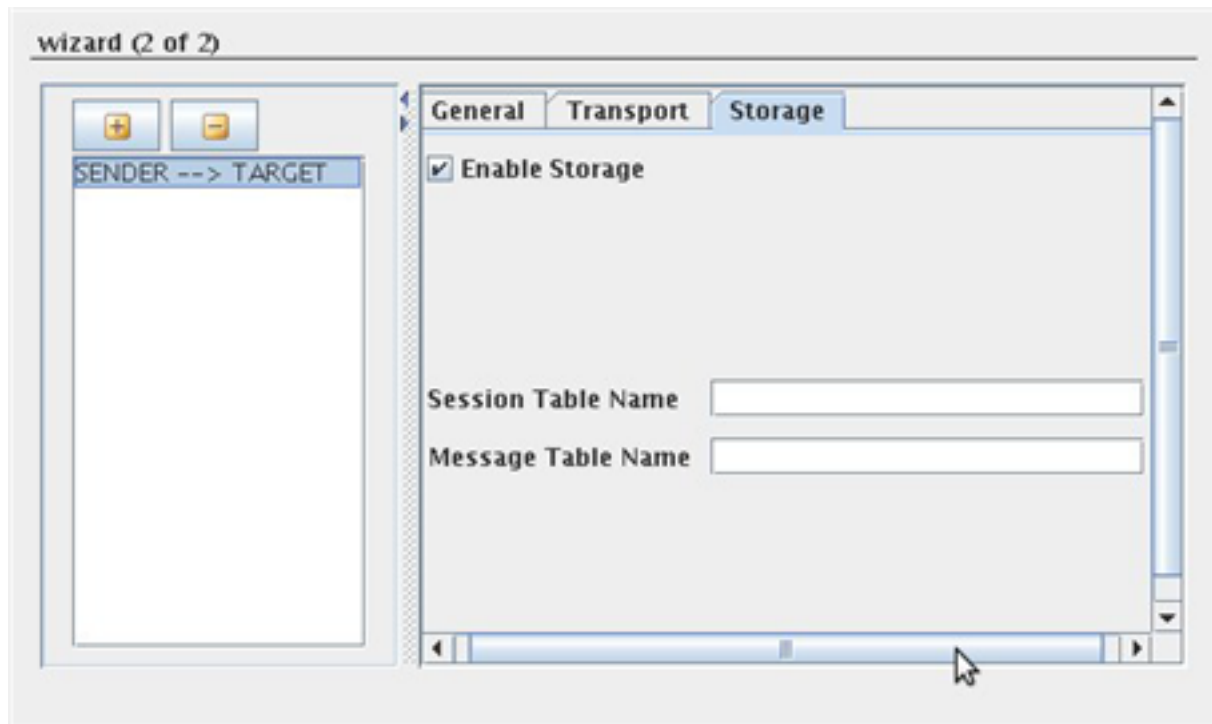 wizard (2 of 2)
SENDER --> TARGET
General Transport Storage
Enable Storage
Session Table Name
Message Table Name